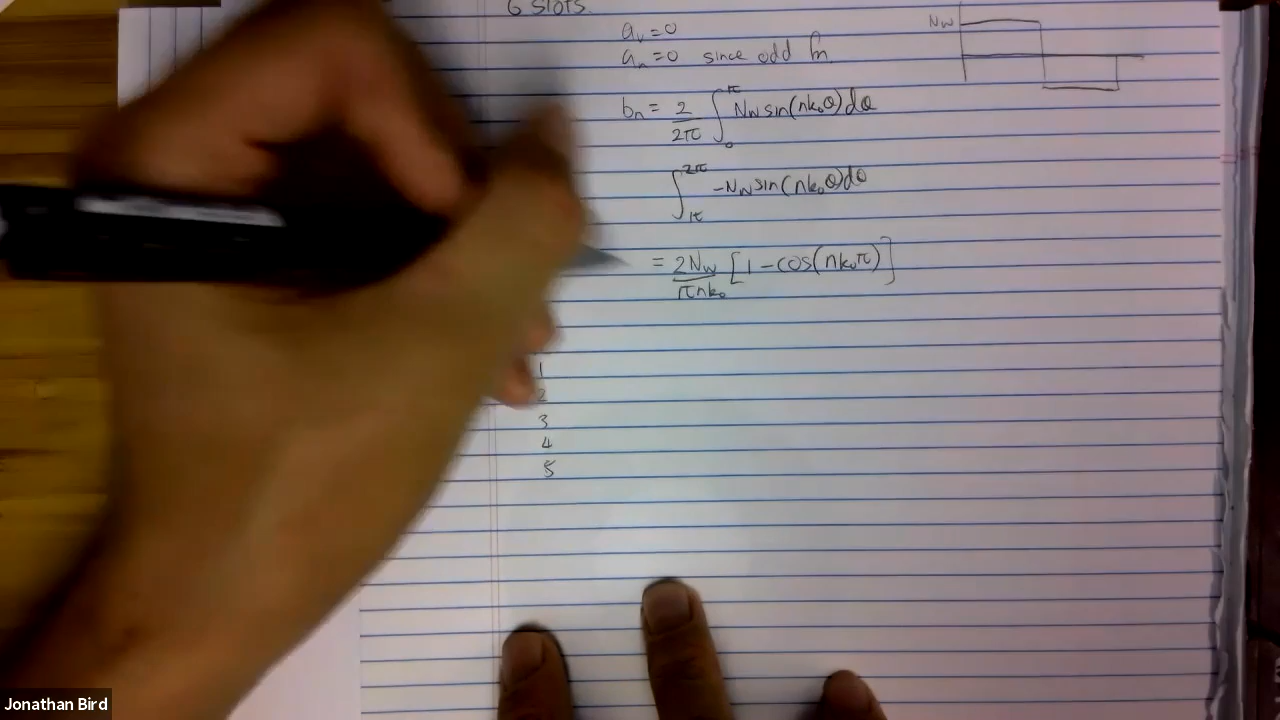 6 slots.
a_v = 0
N_w
a_n = 0 since odd fn.
b_n = 2/2π ∫_0^π N_w sin(nk_0θ)dθ
∫_π^2π -N_w sin(nk_0θ)dθ
= 2N_w/πnk_0 [1 - cos(nk_0π)]
1
2
3
4
5
Jonathan Bird